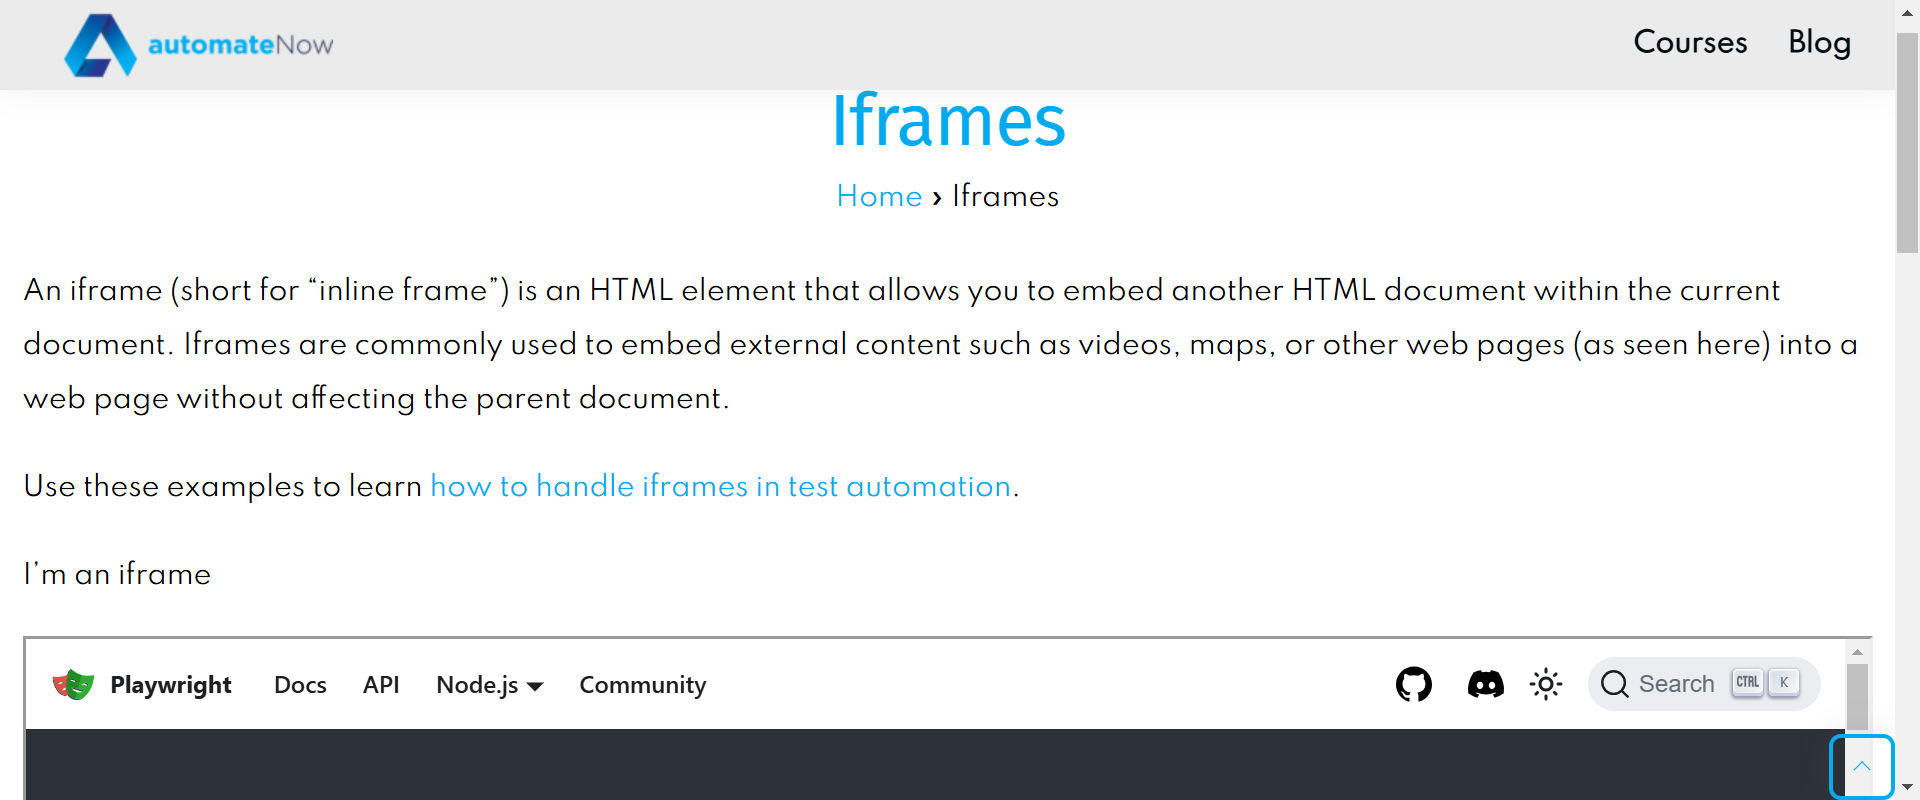 automateNow
Courses Blog
Iframes
Home › Iframes
An iframe (short for “inline frame”) is an HTML element that allows you to embed another HTML document within the current
document. Iframes are commonly used to embed external content such as videos, maps, or other web pages (as seen here) into a
web page without affecting the parent document.
Use these examples to learn how to handle iframes in test automation.
I’m an iframe
Playwright Docs API Node.js Community Search CTRL K